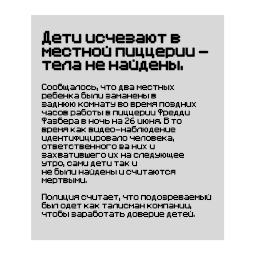 Дети исчезают в
местной пиццерии –
тела не найдены.
Сообщалось, что два местных
ребенка были заманены в
заднюю комнату во время поздних
часов работы в пиццерии Фредди
Фазбера в ночь на 26 июня. В то
время как видео-наблюдение
идентифицировало человека,
ответственного за них и
захватившего их на следующее
утро, сами дети так и
не были найдены и считаются
мертвыми.
Полиция считает, что подозреваемый
был одет как талисман компании,
чтобы заработать доверие детей.